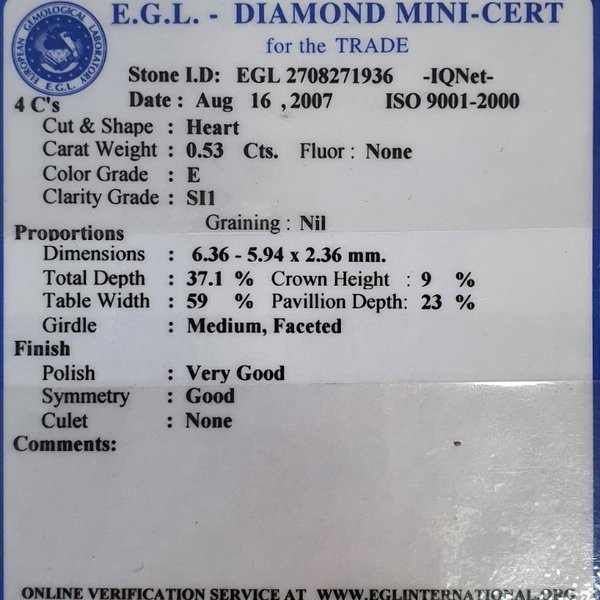 E.G.L. - DIAMOND MINI-CERT
for the TRADE
EUROPEAN GEMOLOGICAL LABORATORY E.G.L.
Stone I.D: EGL 2708271936 -IQNet-
4 C's Date : Aug 16 , 2007 ISO 9001-2000
Cut & Shape : Heart
Carat Weight : 0.53 Cts. Fluor : None
Color Grade : E
Clarity Grade : SI1
Graining : Nil
Proportions
Dimensions : 6.36 - 5.94 x 2.36 mm.
Total Depth : 37.1 % Crown Height : 9 %
Table Width : 59 % Pavillion Depth: 23 %
Girdle : Medium, Faceted
Finish
Polish : Very Good
Symmetry : Good
Culet : None
Comments:
ONLINE VERIFICATION SERVICE AT WWW.EGLINTERNATIONAL.ORG